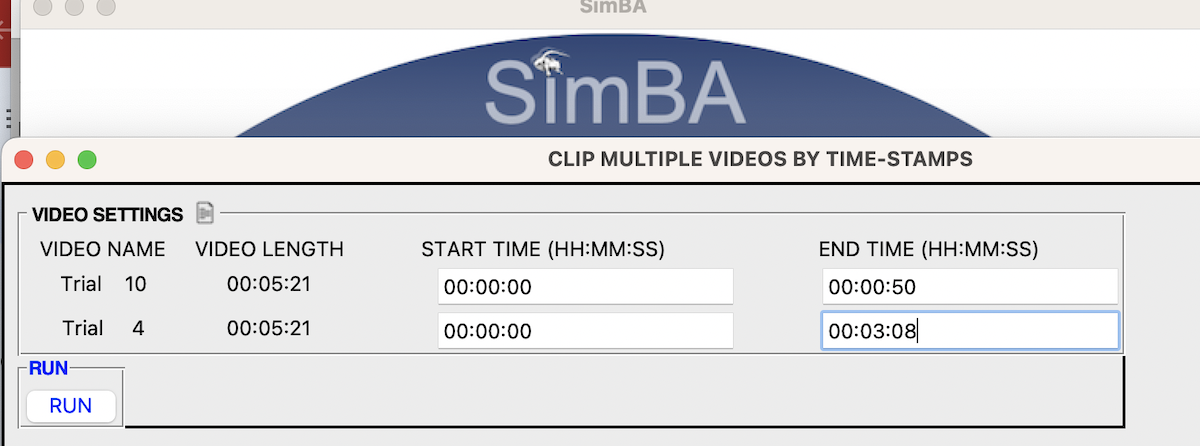 SimBA
SimBA
CLIP MULTIPLE VIDEOS BY TIME-STAMPS
VIDEO SETTINGS
VIDEO NAME VIDEO LENGTH START TIME (HH:MM:SS) END TIME (HH:MM:SS)
Trial 10 00:05:21 00:00:00 00:00:50
Trial 4 00:05:21 00:00:00 00:03:08
RUN
RUN